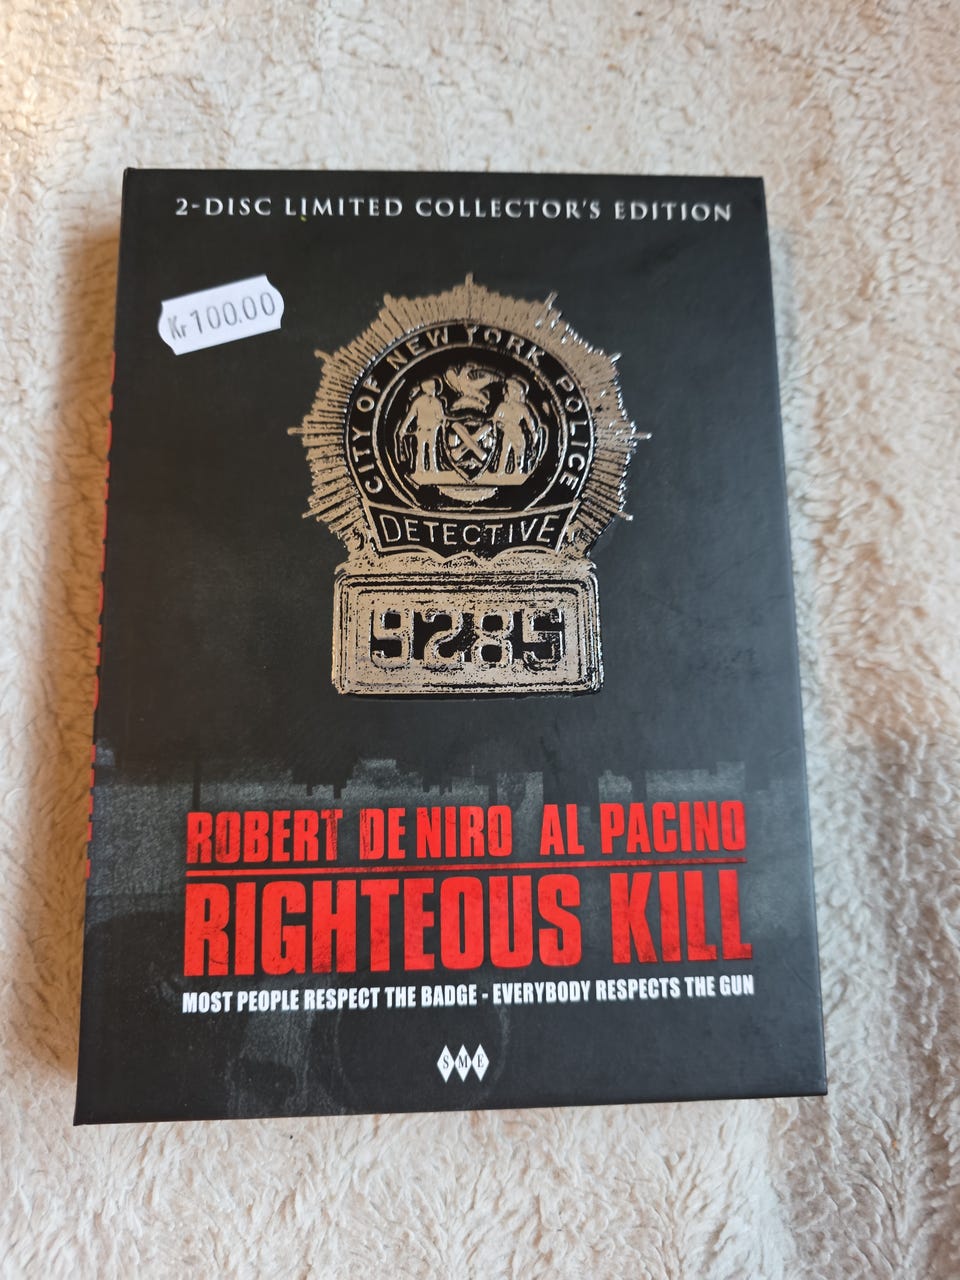 2-DISC LIMITED COLLECTOR'S EDITION
Kr 100.00
CITY OF NEW YORK POLICE
DETECTIVE
9285
ROBERT DE NIRO AL PACINO
RIGHTEOUS KILL
MOST PEOPLE RESPECT THE BADGE - EVERYBODY RESPECTS THE GUN
SME